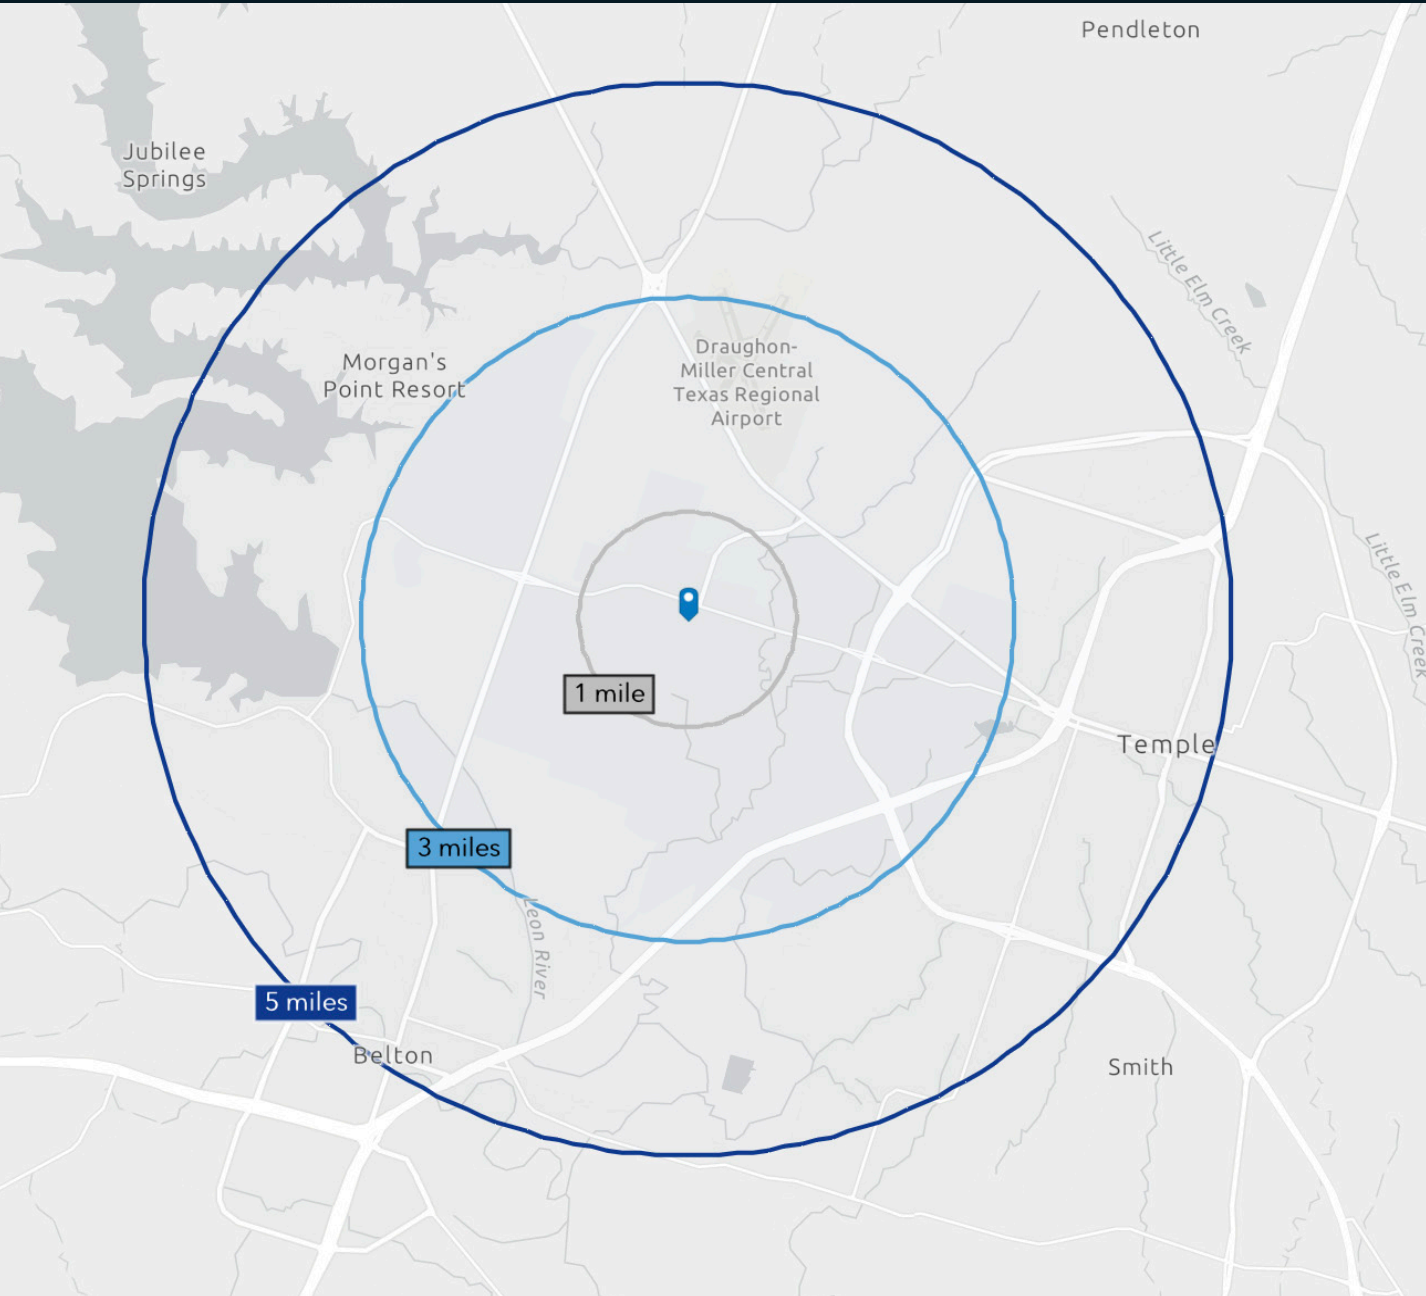 Pendleton
Jubilee
Springs
Little Elm Creek
Draughon-
Miller Central
Texas Regional
Airport
Morgan's
Point Resort
Little Elm Creek
1 mile
Temple
3 miles
Leon River
5 miles
Belton
Smith